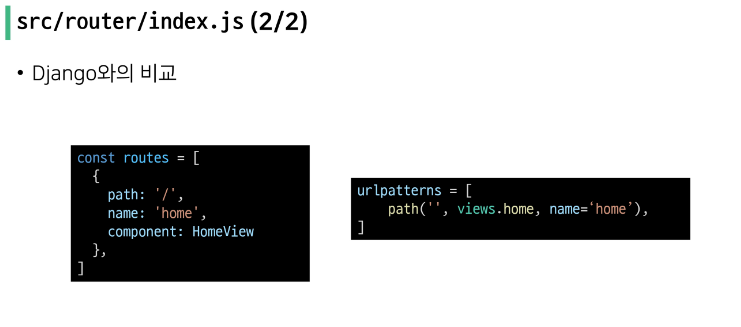 src/router/index.js (2/2)
• Django와의 비교
const routes = [
  {
    path: '/',
    name: 'home',
    component: HomeView
  },
]
urlpatterns = [
    path('', views.home, name=‘home’),
]